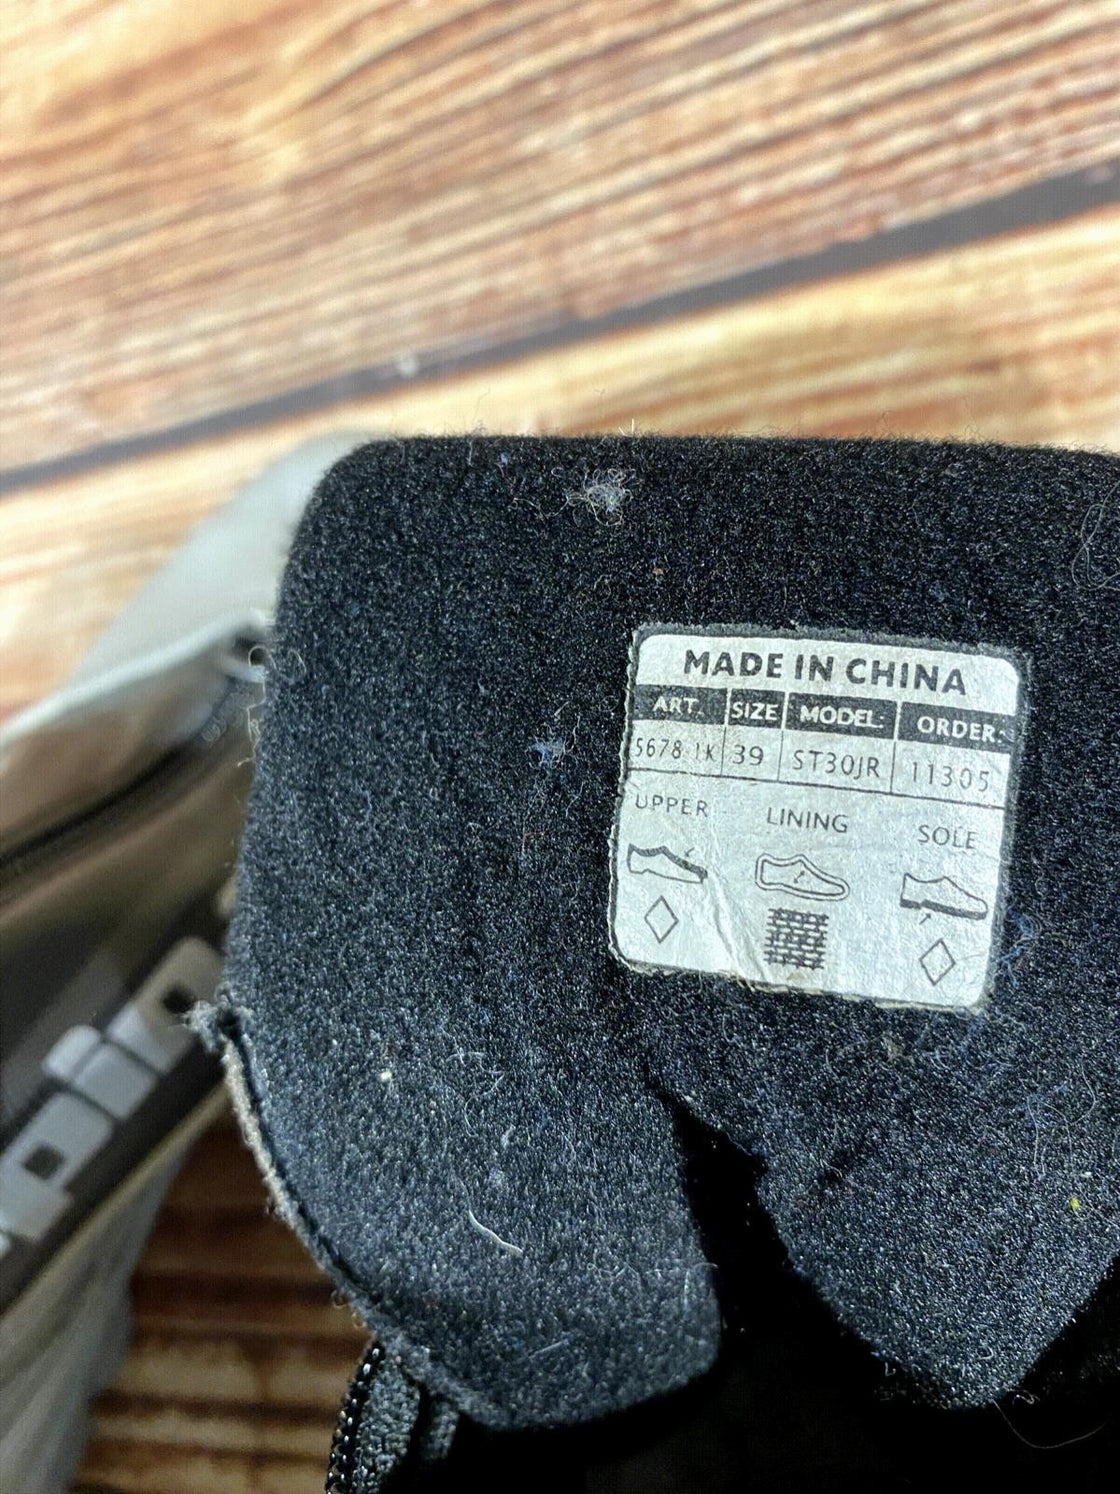 MADE IN CHINA
ART. SIZE MODEL: ORDER:
5678 1K 39 ST30JR 11305
UPPER LINING SOLE